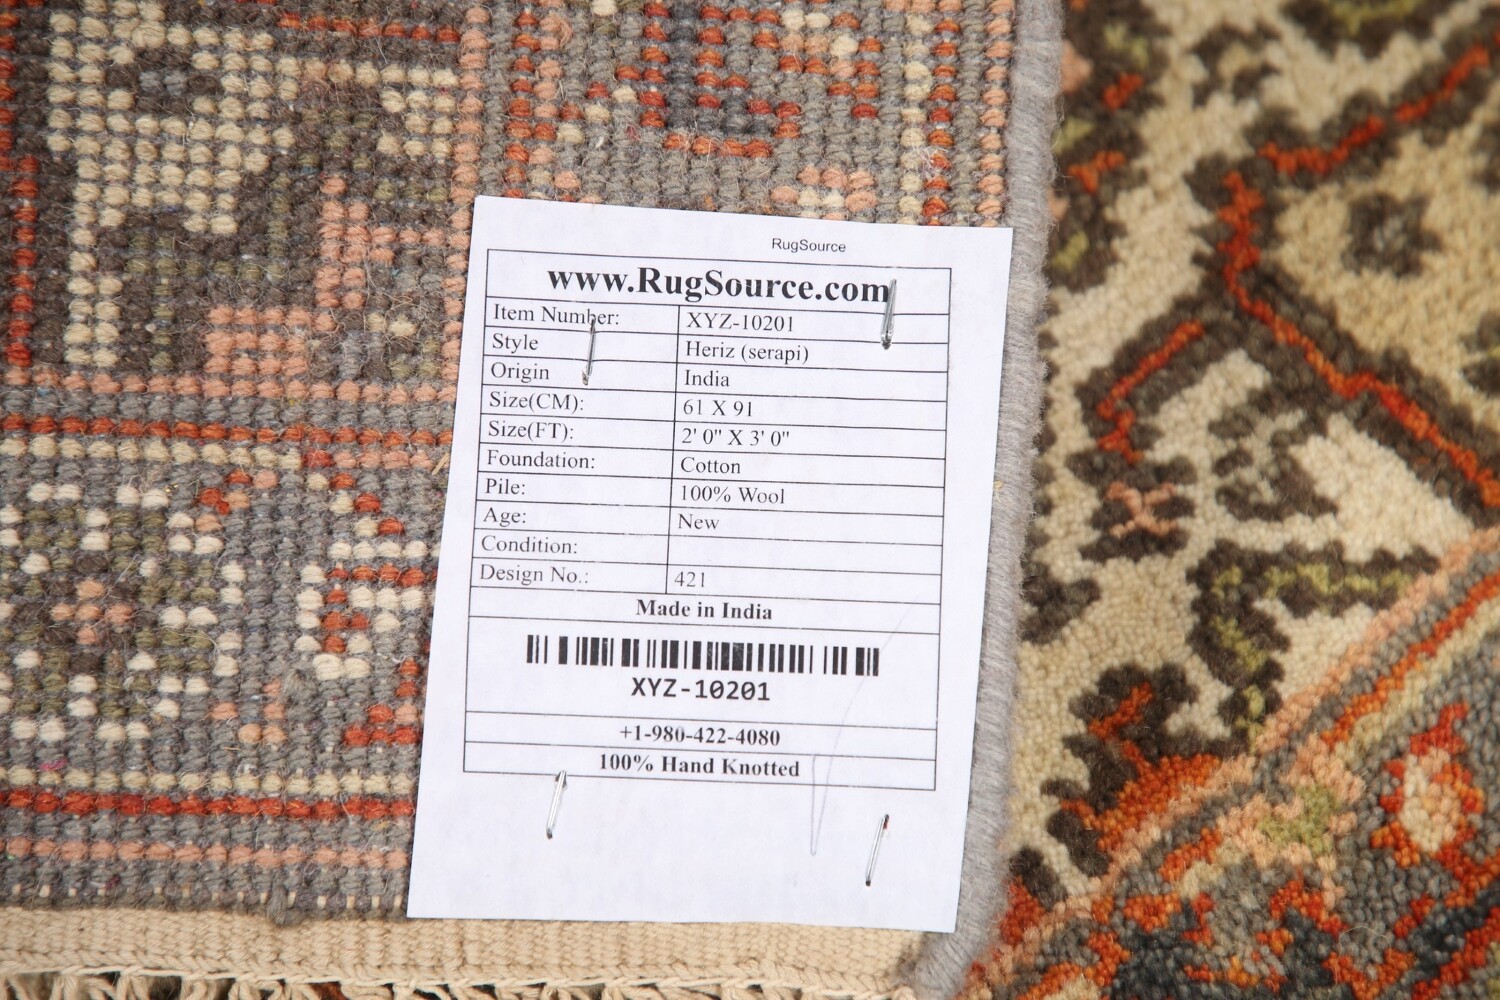 RugSource
www.RugSource.com
Item Number: XYZ-10201
Style Heriz (serapi)
Origin India
Size(CM): 61 X 91
Size(FT): 2' 0" X 3' 0"
Foundation: Cotton
Pile: 100% Wool
Age: New
Condition:
Design No.: 421
Made in India
XYZ-10201
+1-980-422-4080
100% Hand Knotted